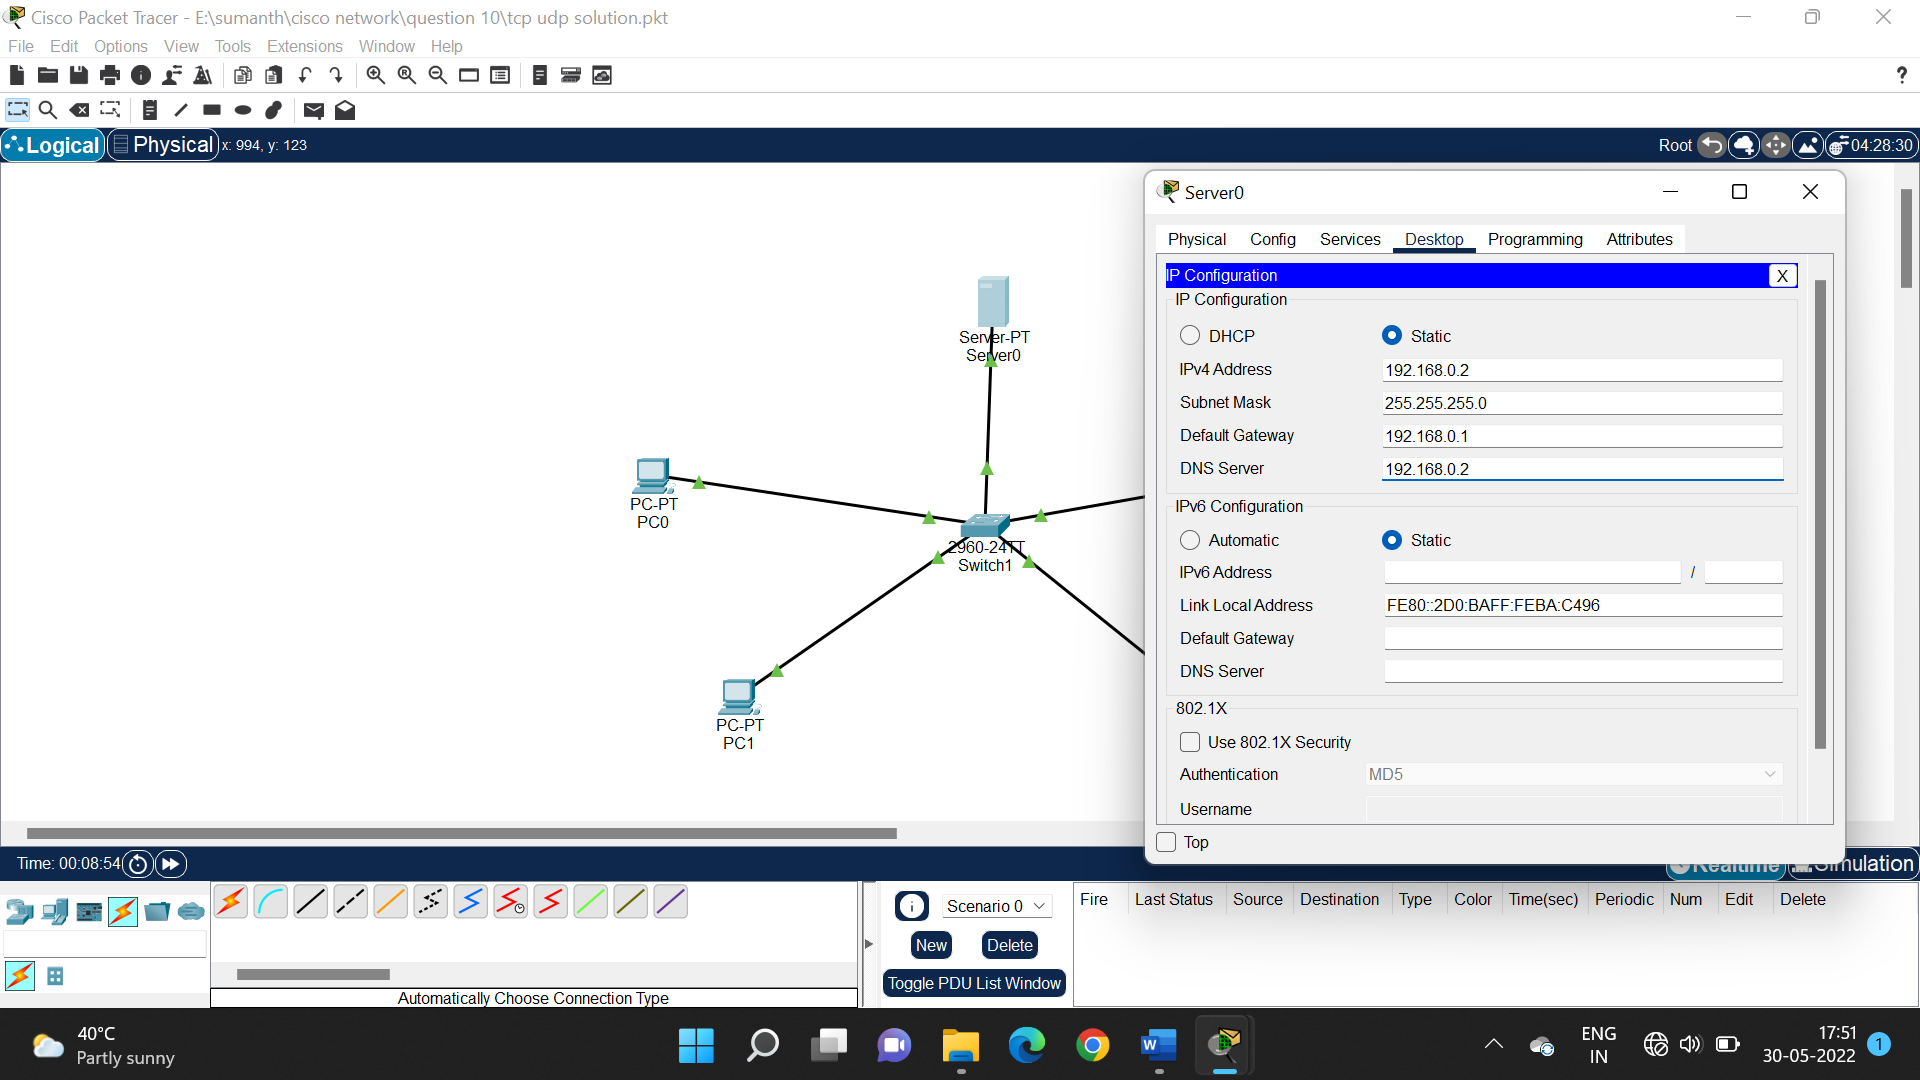 Cisco Packet Tracer - E:\sumanth\cisco network\question 10\tcp udp solution.pkt
File Edit Options View Tools Extensions Window Help
?
Logical Physical x: 994, y: 123 Root 04:28:30
Server0
Physical Config Services Desktop Programming Attributes
IP Configuration X
IP Configuration
DHCP Static
IPv4 Address 192.168.0.2
Subnet Mask 255.255.255.0
Default Gateway 192.168.0.1
DNS Server 192.168.0.2
IPv6 Configuration
Automatic Static
IPv6 Address /
Link Local Address FE80::2D0:BAFF:FEBA:C496
Default Gateway
DNS Server
802.1X
Use 802.1X Security
Authentication MD5
Username
Top
Server-PT
Server0
PC-PT
PC0
2960-24TT
Switch1
PC-PT
PC1
Time: 00:08:54 Realtime Simulation
Scenario 0
New Delete
Toggle PDU List Window
Fire Last Status Source Destination Type Color Time(sec) Periodic Num Edit Delete
Automatically Choose Connection Type
40°C
Partly sunny
ENG
IN
17:51
30-05-2022
1